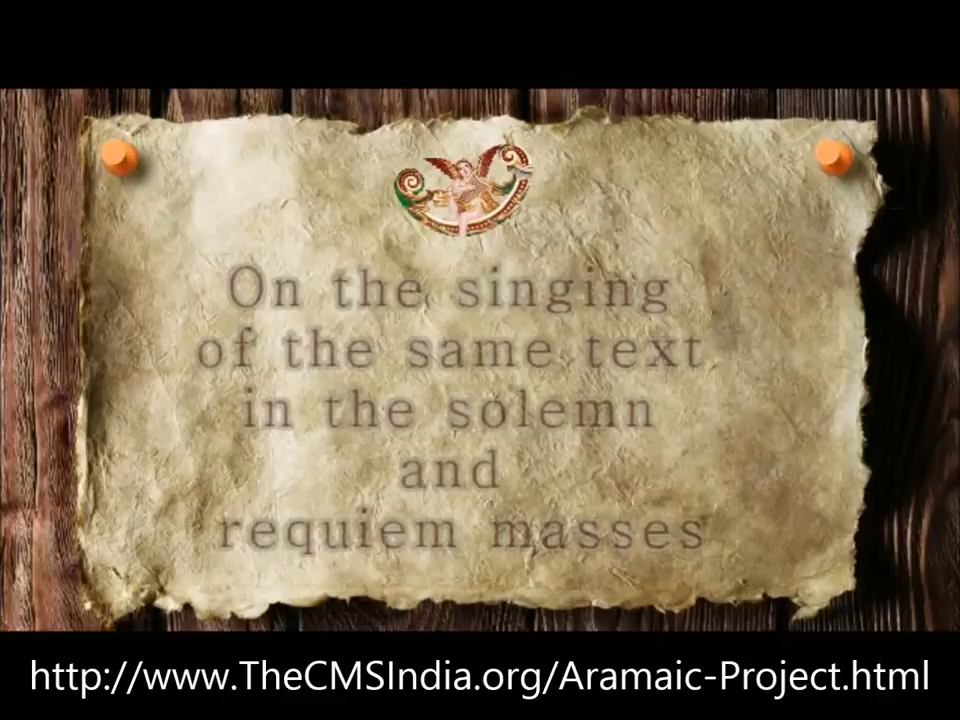 On the singing
of the same text
in the solemn
and
requiem masses
http://www.TheCMSIndia.org/Aramaic-Project.html